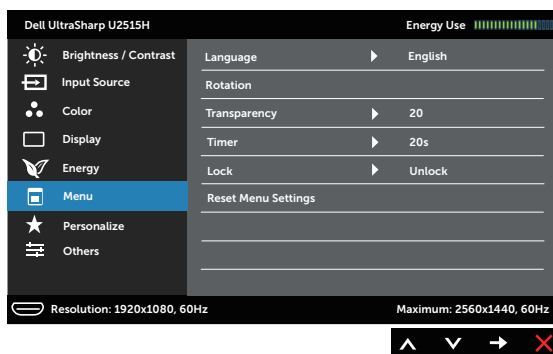 Dell UltraSharp U2515H Energy Use
Brightness / Contrast
Input Source
Color
Display
Energy
Menu
Personalize
Others
Language English
Rotation
Transparency 20
Timer 20s
Lock Unlock
Reset Menu Settings
Resolution: 1920x1080, 60Hz Maximum: 2560x1440, 60Hz